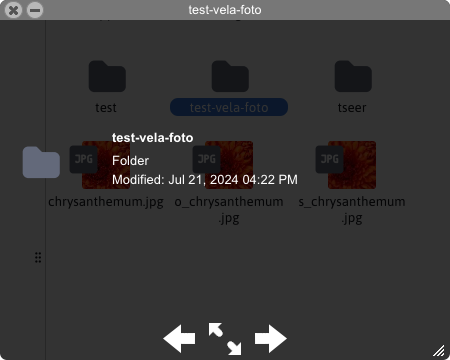 test-vela-foto
test
test-vela-foto
tseer
test-vela-foto
Folder
Modified: Jul 21, 2024 04:22 PM
JPG
JPG
JPG
chrysanthemum.jpg
o_chrysanthemum
.jpg
s_chrysanthemum
.jpg